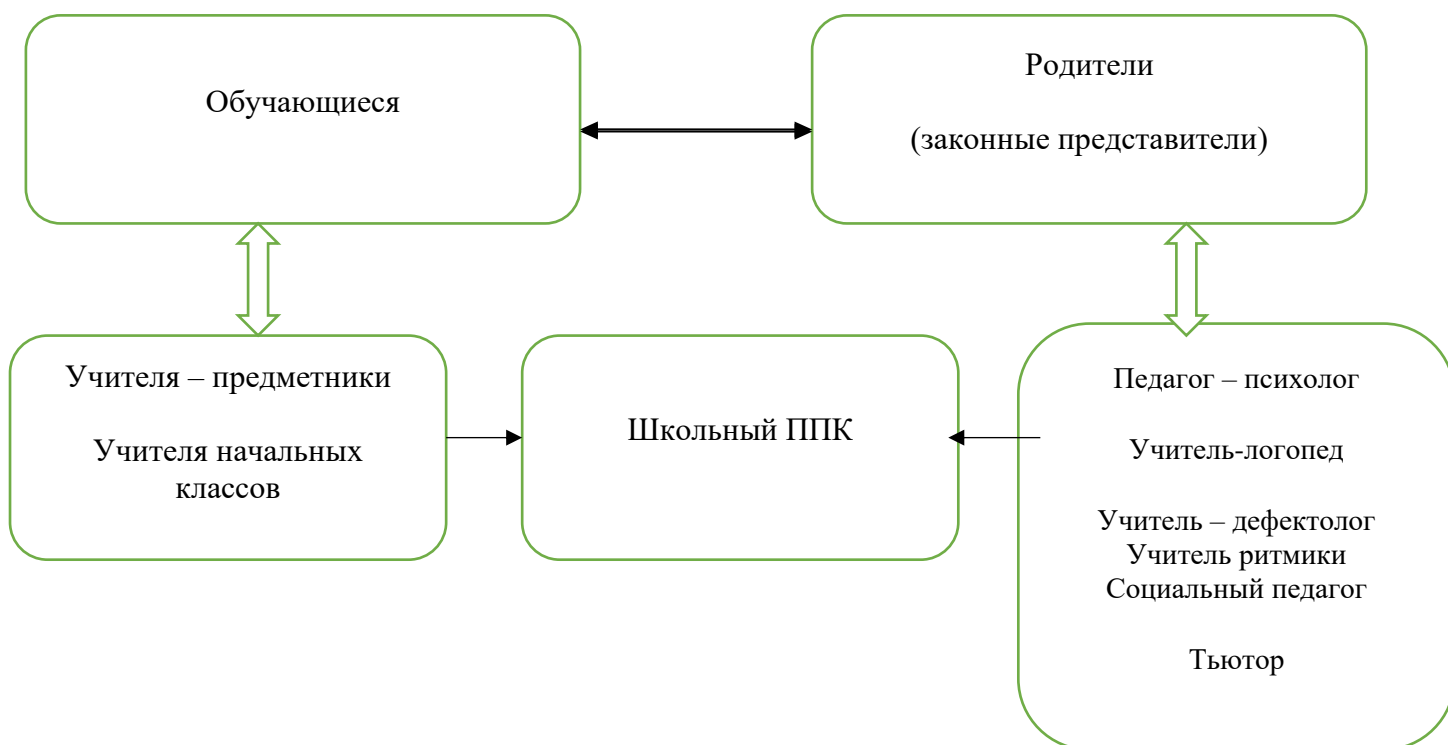 Обучающиеся
Родители
(законные представители)
Учителя – предметники
Учителя начальных
классов
Школьный ППК
Педагог – психолог
Учитель-логопед
Учитель – дефектолог
Учитель ритмики
Социальный педагог
Тьютор